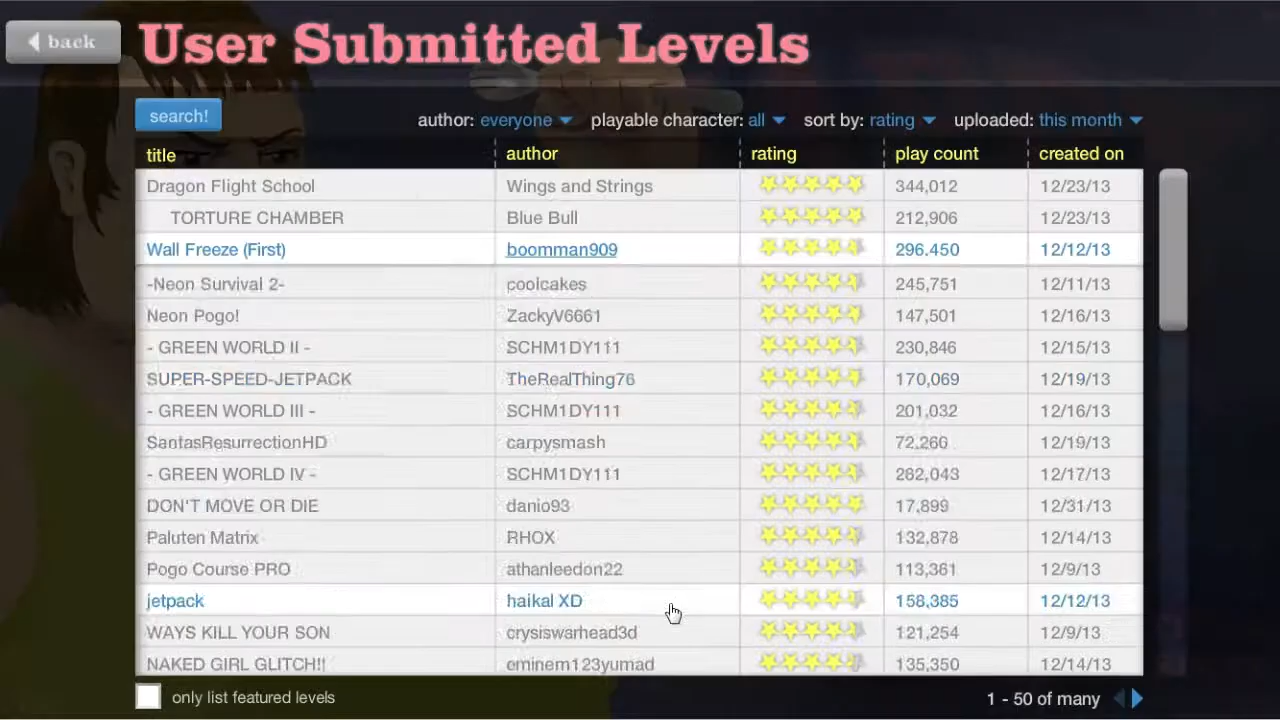 back
User Submitted Levels
search!
author: everyone playable character: all sort by: rating uploaded: this month
title author rating play count created on
Dragon Flight School Wings and Strings 344,012 12/23/13
TORTURE CHAMBER Blue Bull 212,906 12/23/13
Wall Freeze (First) boomman909 296.450 12/12/13
-Neon Survival 2- coolcakes 245,751 12/11/13
Neon Pogo! ZackyV6661 147,501 12/16/13
- GREEN WORLD II - SCHM1DY111 230,846 12/15/13
SUPER-SPEED-JETPACK TheRealThing76 170,069 12/19/13
- GREEN WORLD III - SCHM1DY111 201,032 12/16/13
SantasResurrectionHD carpysmash 72,266 12/19/13
- GREEN WORLD IV - SCHM1DY111 262,043 12/17/13
DON'T MOVE OR DIE danio93 17,899 12/31/13
Paluten Matrix RHOX 132,878 12/14/13
Pogo Course PRO athanleedon22 113,361 12/9/13
jetpack haikal XD 158,385 12/12/13
WAYS KILL YOUR SON crysiswarhead3d 121,254 12/9/13
NAKED GIRL GLITCH!! eminem123yumad 135,350 12/14/13
only list featured levels 1 - 50 of many